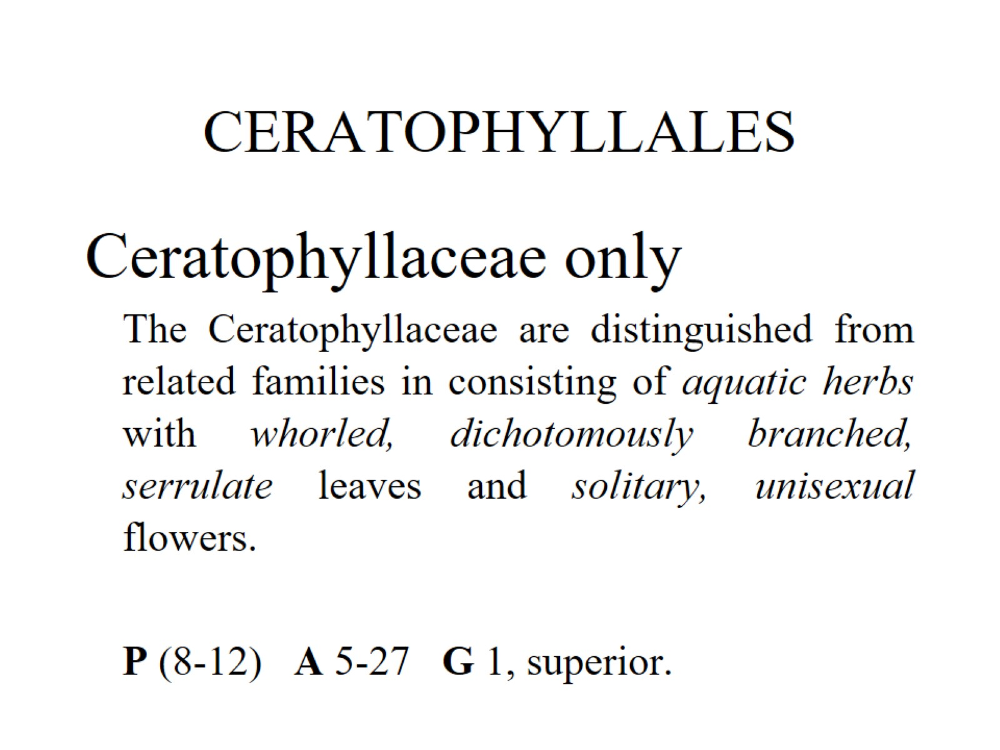 CERATOPHYLLALES
Ceratophyllaceae only
The Ceratophyllaceae are distinguished from
related families in consisting of aquatic herbs
with whorled, dichotomously branched,
serrulate leaves and solitary, unisexual
flowers.
P (8-12) A 5-27 G 1, superior.